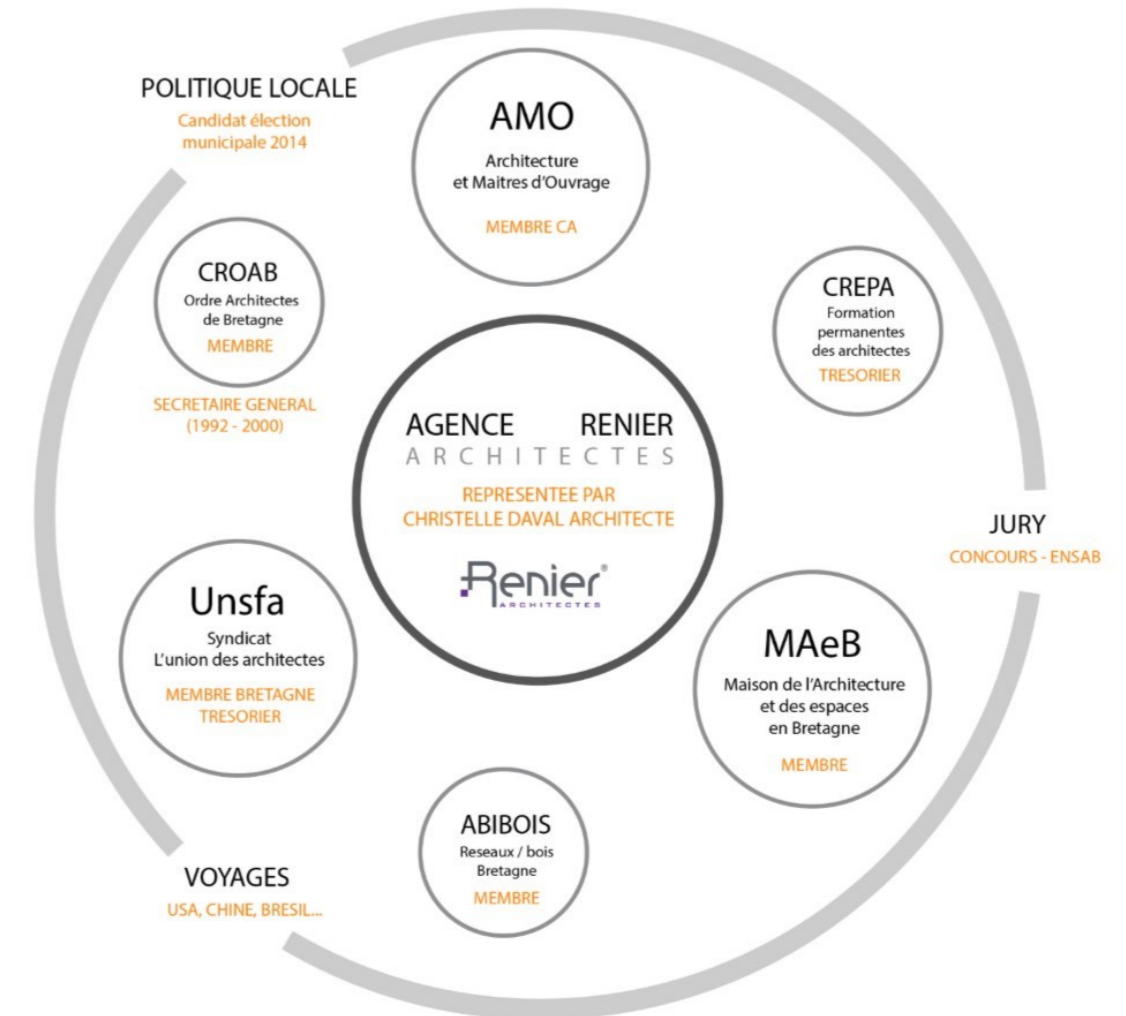 POLITIQUE LOCALE
Candidat élection
municipale 2014
AMO
Architecture
et Maitres d'Ouvrage
MEMBRE CA
CROAB
Ordre Architectes
de Bretagne
MEMBRE
SECRETAIRE GENERAL
(1992 - 2000)
CREPA
Formation
permanentes
des architectes
TRESORIER
AGENCE RENIER
ARCHITECTES
REPRESENTEE PAR
CHRISTELLE DAVAL ARCHITECTE
Renier®
ARCHITECTES
JURY
CONCOURS - ENSAB
Unsfa
Syndicat
L'union des architectes
MEMBRE BRETAGNE
TRESORIER
MAeB
Maison de l'Architecture
et des espaces
en Bretagne
MEMBRE
ABIBOIS
Reseaux / bois
Bretagne
MEMBRE
VOYAGES
USA, CHINE, BRESIL...